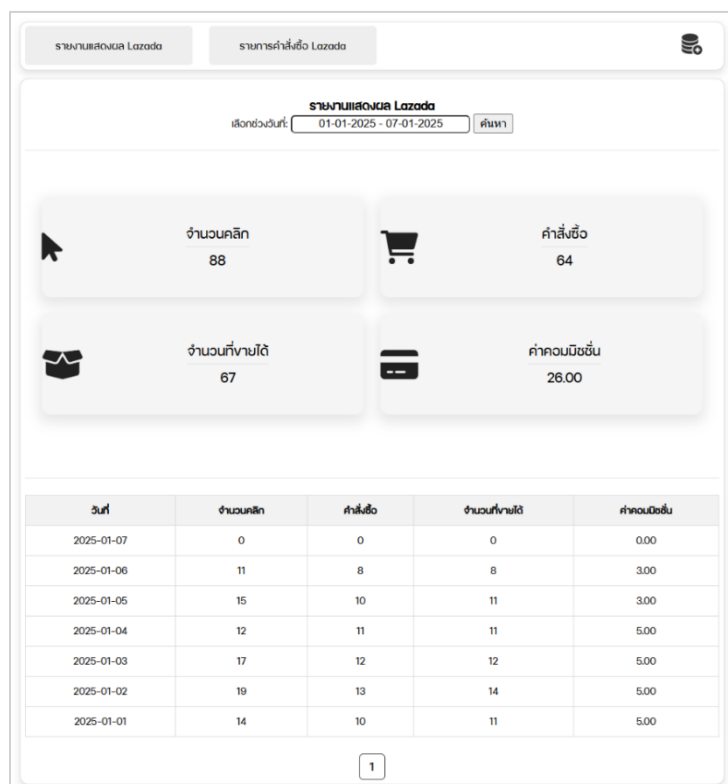 รายงานแสดงผล Lazada รายการคำสั่งซื้อ Lazada
รายงานแสดงผล Lazada
เลือกช่วงวันที่: 01-01-2025 - 07-01-2025 ค้นหา
จำนวนคลิก
88
คำสั่งซื้อ
64
จำนวนที่ขายได้
67
ค่าคอมมิชชั่น
26.00
วันที่ จำนวนคลิก คำสั่งซื้อ จำนวนที่ขายได้ ค่าคอมมิชชั่น
2025-01-07 0 0 0 0.00
2025-01-06 11 8 8 3.00
2025-01-05 15 10 11 3.00
2025-01-04 12 11 11 5.00
2025-01-03 17 12 12 5.00
2025-01-02 19 13 14 5.00
2025-01-01 14 10 11 5.00
1